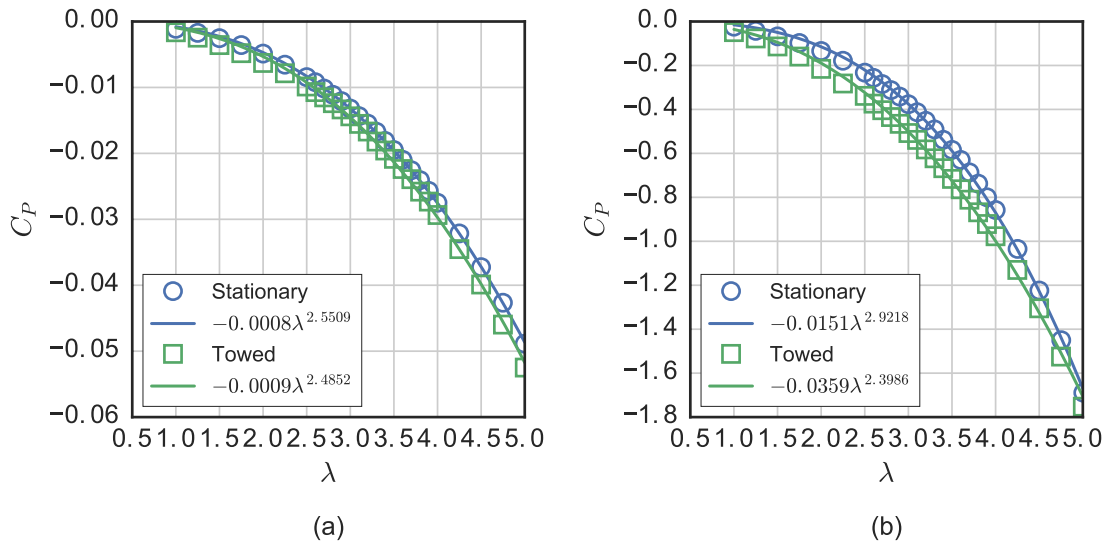 0.00
−0.01
−0.02
−0.03
−0.04
−0.05
−0.06
C_P
0.5 1.0 1.5 2.0 2.5 3.0 3.5 4.0 4.5 5.0
λ
Stationary
−0.0008λ^2.5509
Towed
−0.0009λ^2.4852
(a)
0.0
−0.2
−0.4
−0.6
−0.8
−1.0
−1.2
−1.4
−1.6
−1.8
C_P
0.5 1.0 1.5 2.0 2.5 3.0 3.5 4.0 4.5 5.0
λ
Stationary
−0.0151λ^2.9218
Towed
−0.0359λ^2.3986
(b)